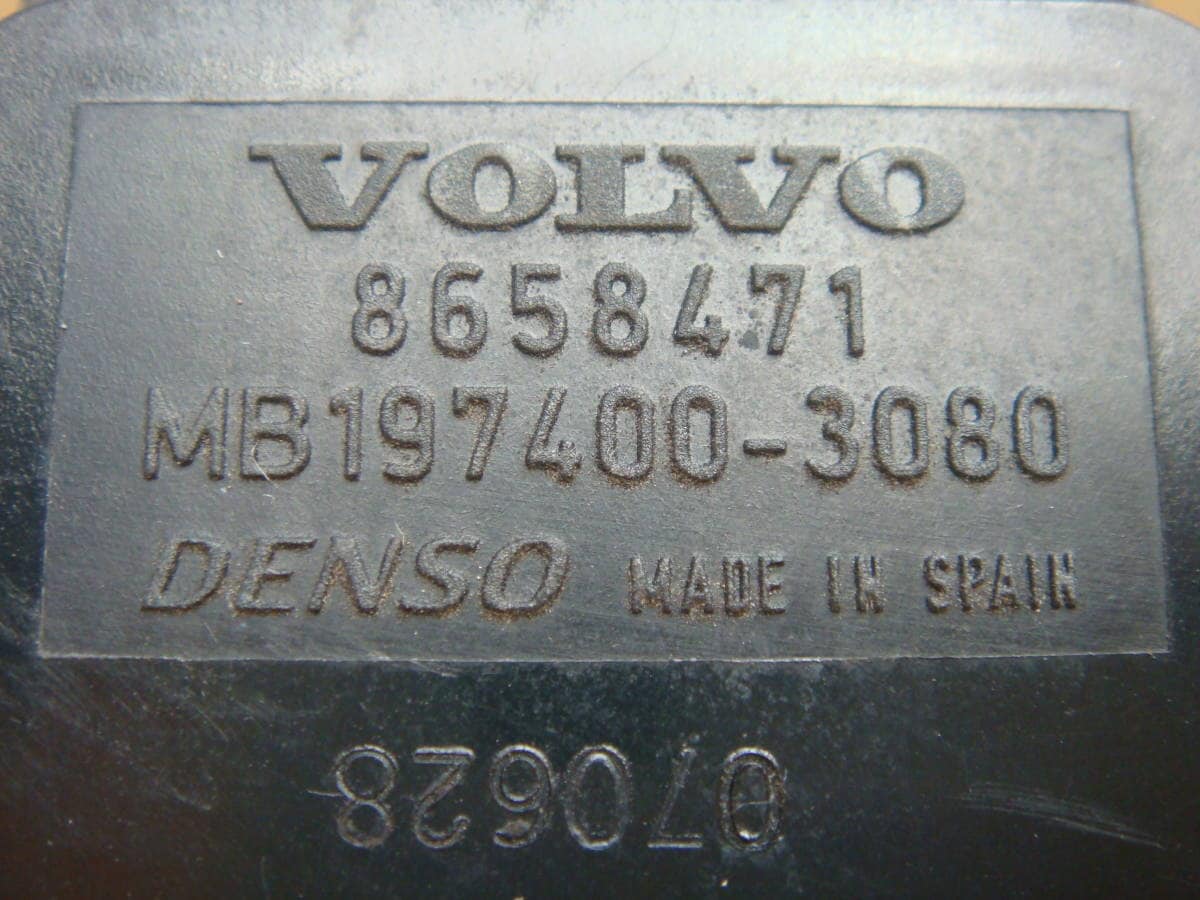 VOLVO
8658471
MB197400-3080
DENSO MADE IN SPAIN
070628